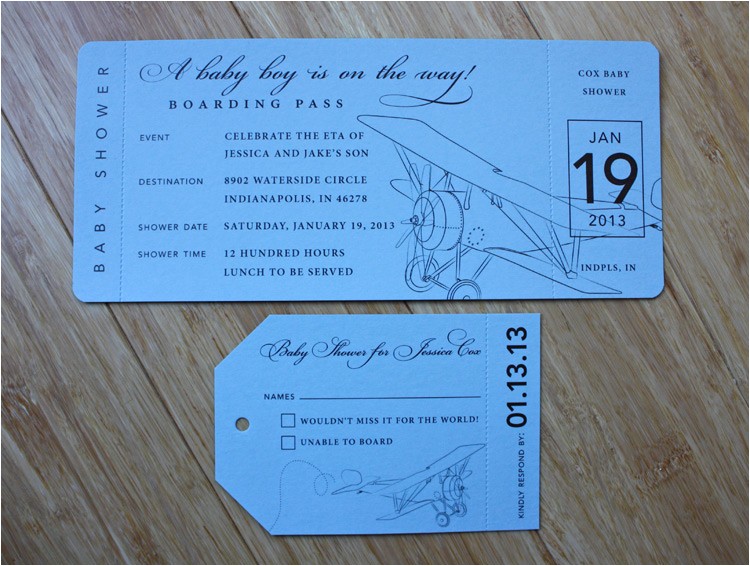 BABY SHOWER
A baby boy is on the way!
BOARDING PASS
EVENT CELEBRATE THE ETA OF
JESSICA AND JAKE'S SON
DESTINATION 8902 WATERSIDE CIRCLE
INDIANAPOLIS, IN 46278
SHOWER DATE SATURDAY, JANUARY 19, 2013
SHOWER TIME 12 HUNDRED HOURS
LUNCH TO BE SERVED
COX BABY
SHOWER
JAN
19
2013
INDPLS, IN
Baby Shower for Jessica Cox
NAMES
WOULDN'T MISS IT FOR THE WORLD!
UNABLE TO BOARD
KINDLY RESPOND BY: 01.13.13